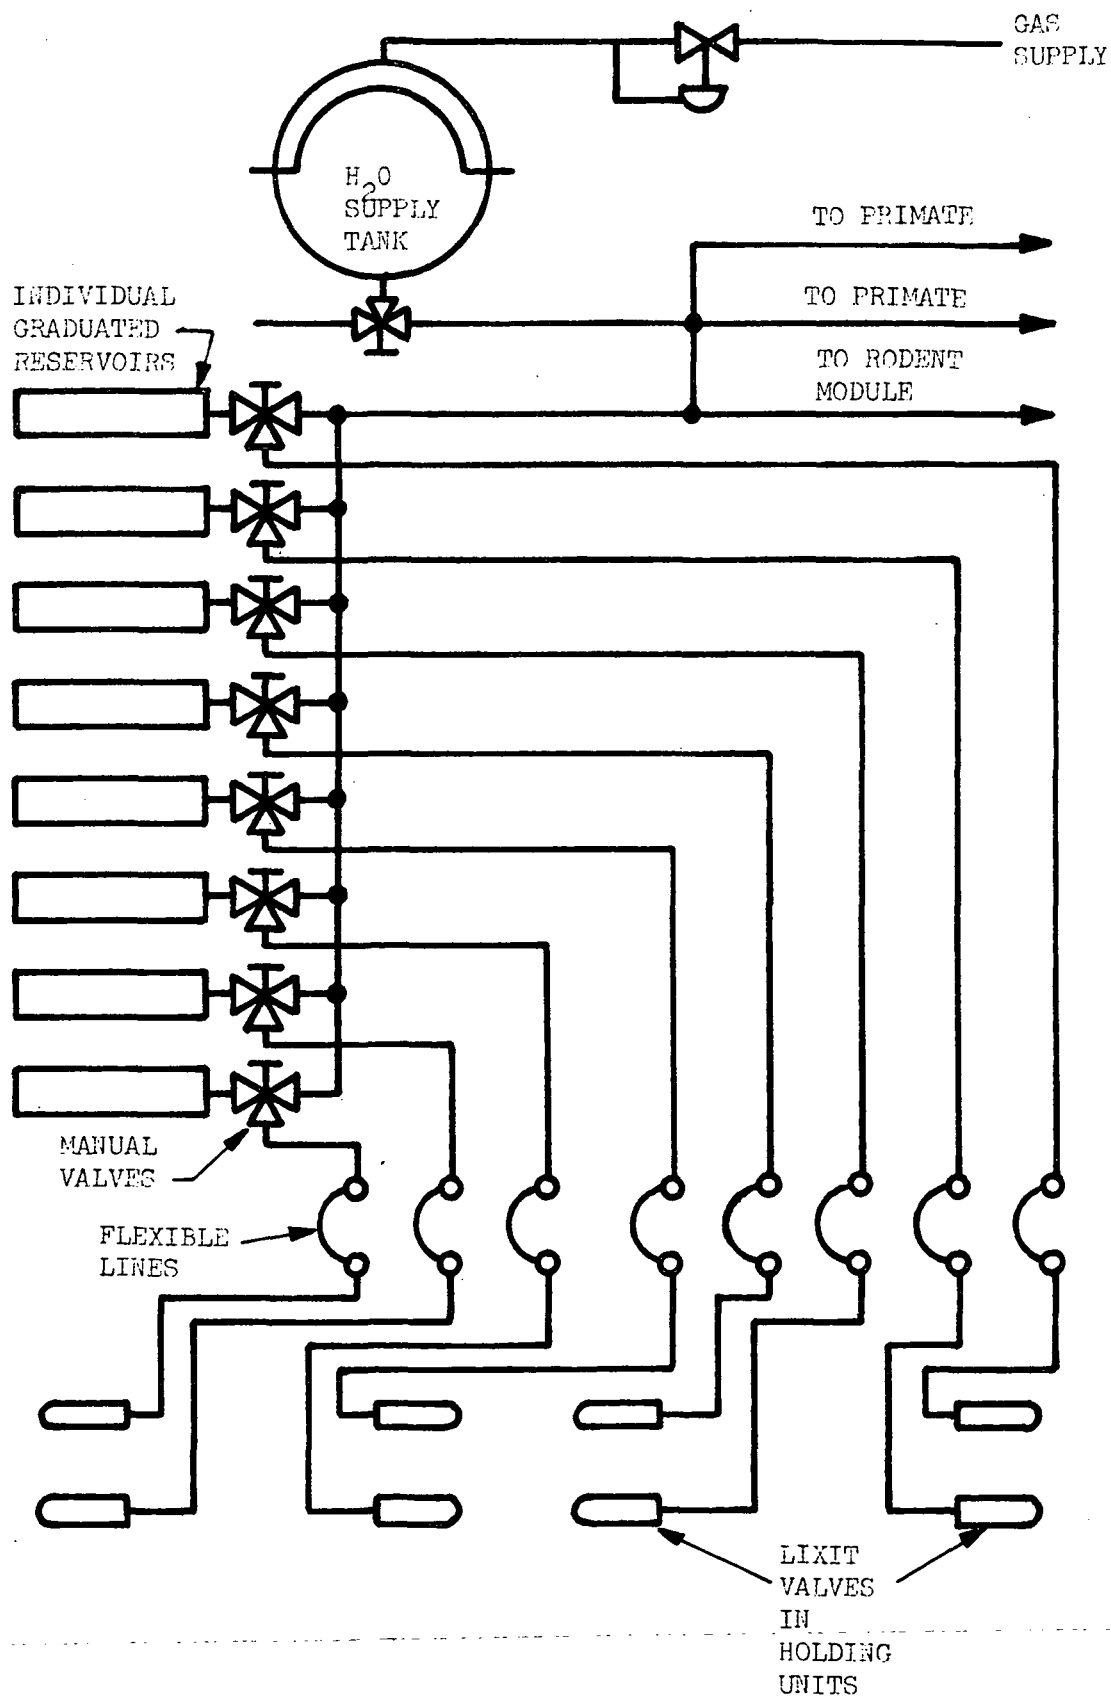 GAS
SUPPLY
H2O
SUPPLY
TANK
TO PRIMATE
INDIVIDUAL
GRADUATED
RESERVOIRS
TO PRIMATE
TO RODENT
MODULE
MANUAL
VALVES
FLEXIBLE
LINES
LIXIT
VALVES
IN
HOLDING
UNITS